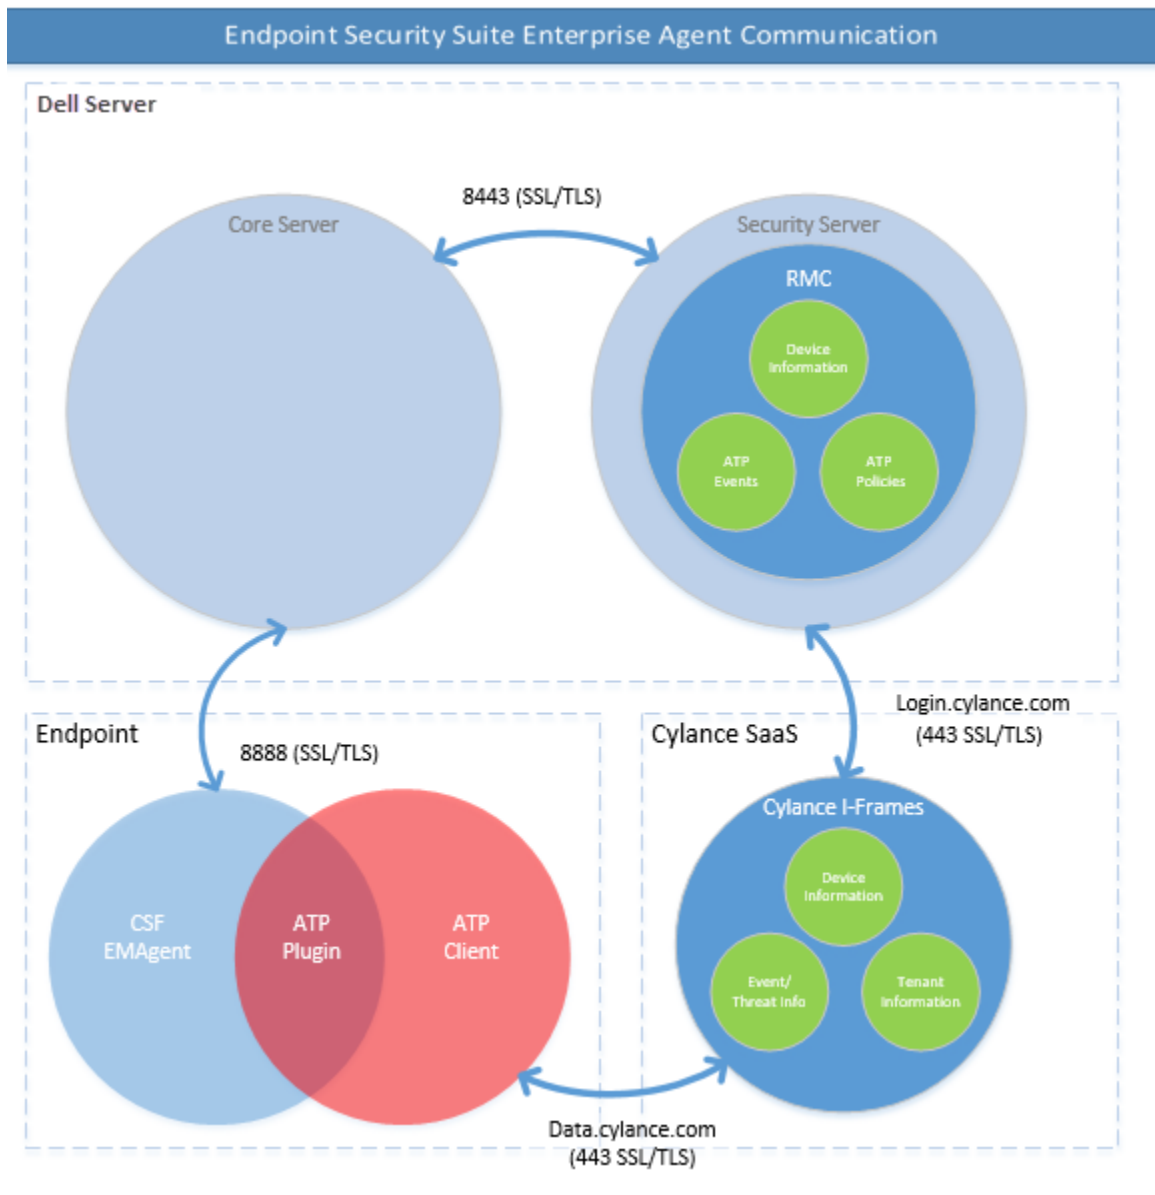 Endpoint Security Suite Enterprise Agent Communication
Dell Server
8443 (SSL/TLS)
Core Server
Security Server
RMC
Device
Information
ATP
Events
ATP
Policies
Login.cylance.com
(443 SSL/TLS)
Endpoint
8888 (SSL/TLS)
Cylance SaaS
Cylance I-Frames
CSF
EMAgent
ATP
Plugin
ATP
Client
Device
Information
Event/
Threat Info
Tenant
Information
Data.cylance.com
(443 SSL/TLS)